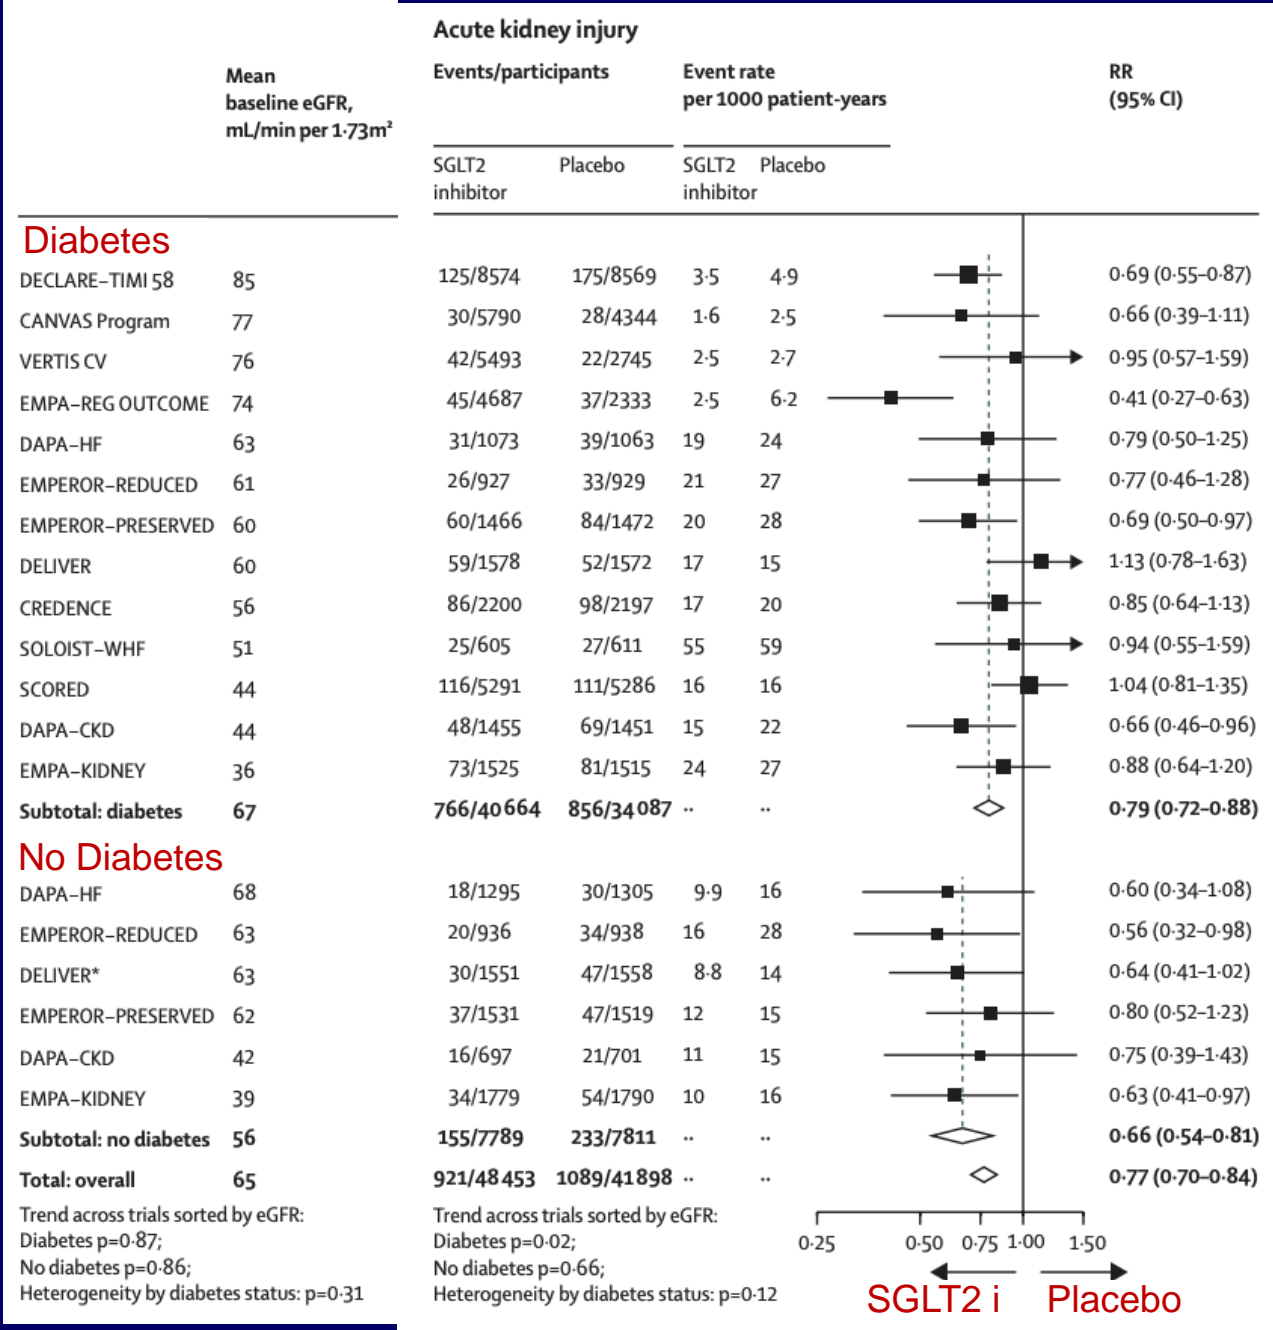 Acute kidney injury
Mean baseline eGFR, mL/min per 1·73m² Events/participants Event rate per 1000 patient-years RR (95% CI)
SGLT2 inhibitor Placebo SGLT2 inhibitor Placebo
Diabetes
DECLARE–TIMI 58 85 125/8574 175/8569 3·5 4·9 0·69 (0·55–0·87)
CANVAS Program 77 30/5790 28/4344 1·6 2·5 0·66 (0·39–1·11)
VERTIS CV 76 42/5493 22/2745 2·5 2·7 0·95 (0·57–1·59)
EMPA–REG OUTCOME 74 45/4687 37/2333 2·5 6·2 0·41 (0·27–0·63)
DAPA–HF 63 31/1073 39/1063 19 24 0·79 (0·50–1·25)
EMPEROR–REDUCED 61 26/927 33/929 21 27 0·77 (0·46–1·28)
EMPEROR–PRESERVED 60 60/1466 84/1472 20 28 0·69 (0·50–0·97)
DELIVER 60 59/1578 52/1572 17 15 1·13 (0·78–1·63)
CREDENCE 56 86/2200 98/2197 17 20 0·85 (0·64–1·13)
SOLOIST–WHF 51 25/605 27/611 55 59 0·94 (0·55–1·59)
SCORED 44 116/5291 111/5286 16 16 1·04 (0·81–1·35)
DAPA–CKD 44 48/1455 69/1451 15 22 0·66 (0·46–0·96)
EMPA–KIDNEY 36 73/1525 81/1515 24 27 0·88 (0·64–1·20)
Subtotal: diabetes 67 766/40 664 856/34 087 ·· ·· 0·79 (0·72–0·88)
No Diabetes
DAPA–HF 68 18/1295 30/1305 9·9 16 0·60 (0·34–1·08)
EMPEROR–REDUCED 63 20/936 34/938 16 28 0·56 (0·32–0·98)
DELIVER* 63 30/1551 47/1558 8·8 14 0·64 (0·41–1·02)
EMPEROR–PRESERVED 62 37/1531 47/1519 12 15 0·80 (0·52–1·23)
DAPA–CKD 42 16/697 21/701 11 15 0·75 (0·39–1·43)
EMPA–KIDNEY 39 34/1779 54/1790 10 16 0·63 (0·41–0·97)
Subtotal: no diabetes 56 155/7789 233/7811 ·· ·· 0·66 (0·54–0·81)
Total: overall 65 921/48 453 1089/41 898 ·· ·· 0·77 (0·70–0·84)
Trend across trials sorted by eGFR:
Diabetes p=0·87;
No diabetes p=0·86;
Heterogeneity by diabetes status: p=0·31
Trend across trials sorted by eGFR:
Diabetes p=0·02;
No diabetes p=0·66;
Heterogeneity by diabetes status: p=0·12
0·25 0·50 0·75 1·00 1·50
SGLT2 i Placebo